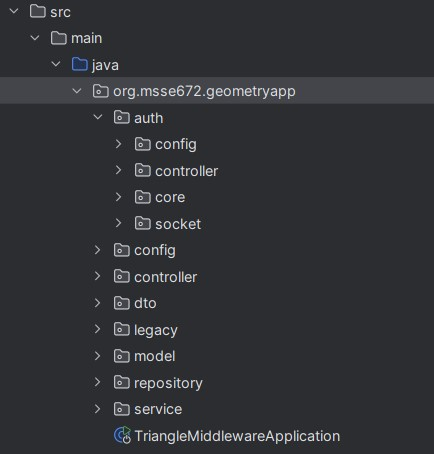 src
main
java
org.msse672.geometryapp
auth
config
controller
core
socket
config
controller
dto
legacy
model
repository
service
TriangleMiddlewareApplication